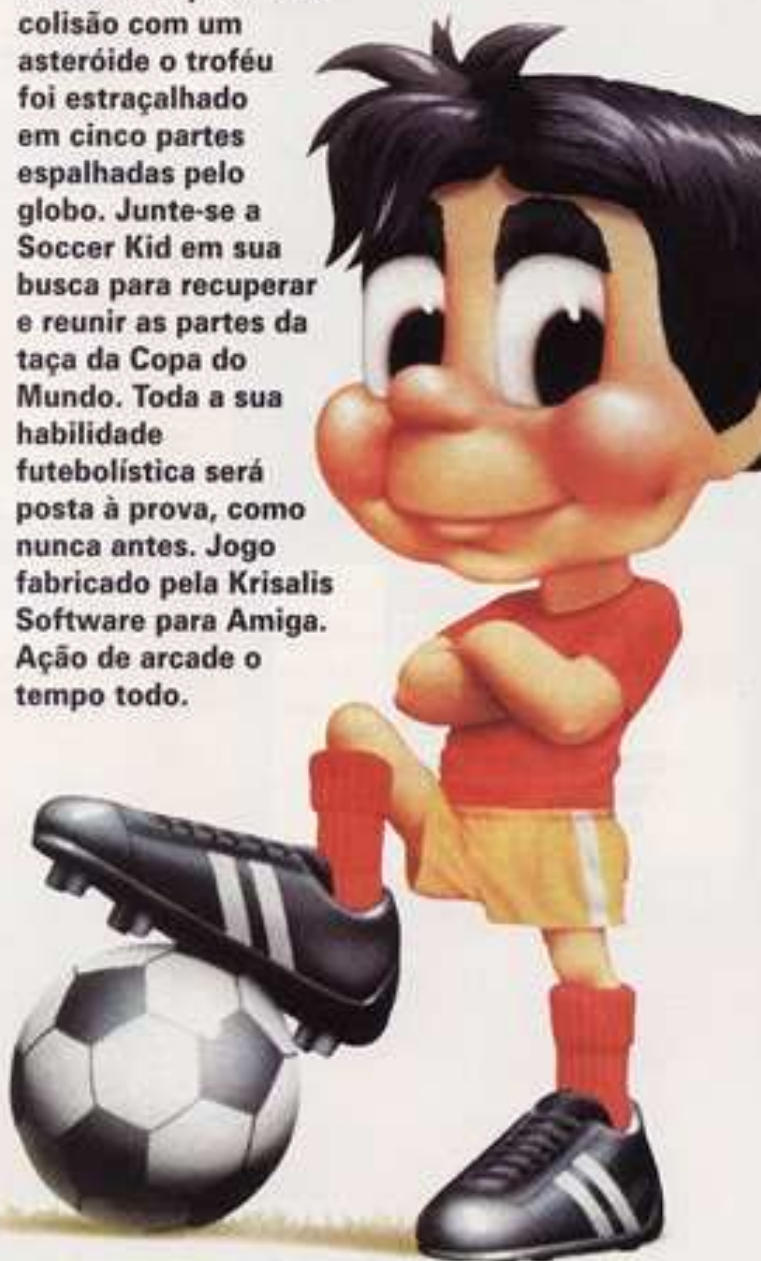 colisão com um
asteróide o troféu
foi estraçalhado
em cinco partes
espalhadas pelo
globo. Junte-se a
Soccer Kid em sua
busca para recuperar
e reunir as partes da
taça da Copa do
Mundo. Toda a sua
habilidade
futebolística será
posta à prova, como
nunca antes. Jogo
fabricado pela Krisalis
Software para Amiga.
Ação de arcade o
tempo todo.